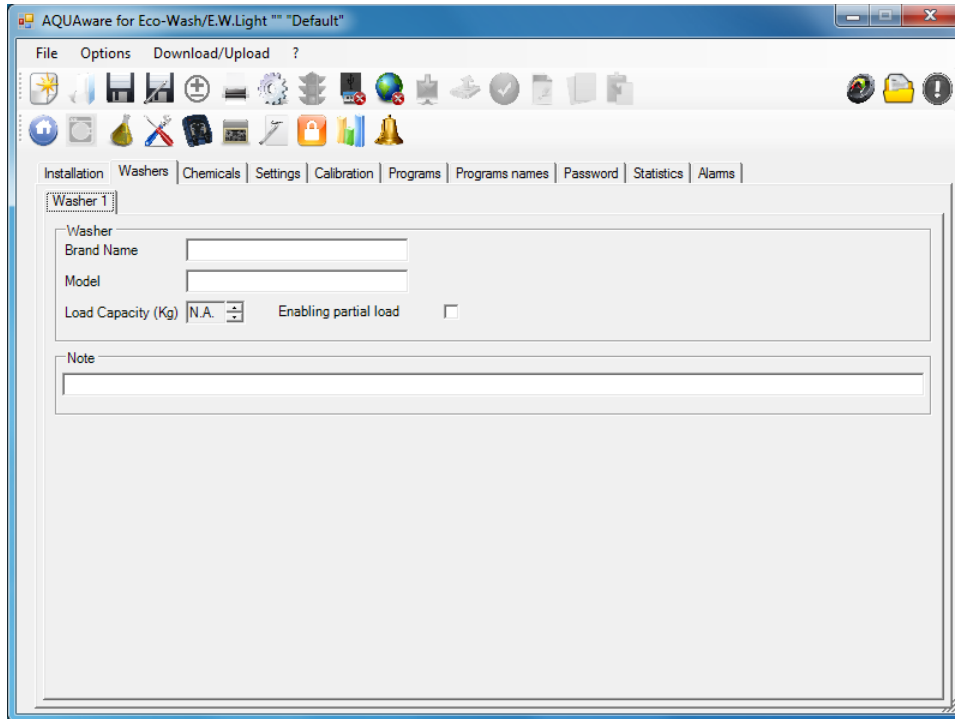 AQUAware for Eco-Wash/E.W.Light "" "Default"
File Options Download/Upload ?
Installation Washers Chemicals Settings Calibration Programs Programs names Password Statistics Alarms
Washer 1
Washer
Brand Name
Model
Load Capacity (Kg) N.A. Enabling partial load
Note